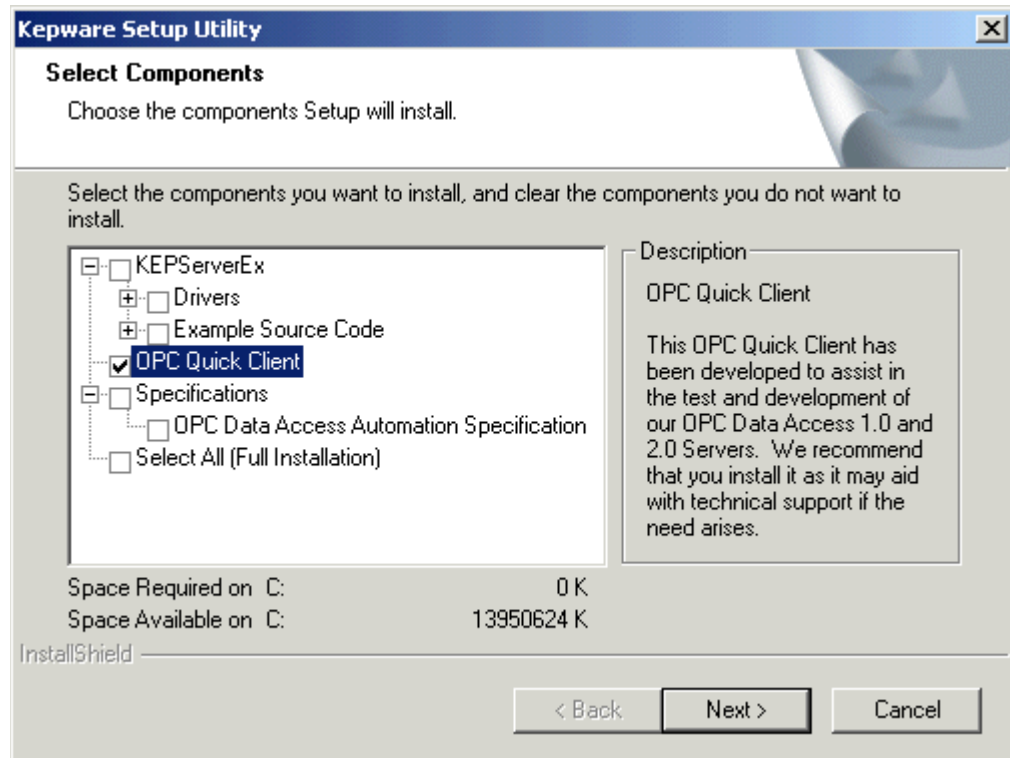 Kepware Setup Utility
Select Components
Choose the components Setup will install.
Select the components you want to install, and clear the components you do not want to
install.
KEPServerEx
Drivers
Example Source Code
OPC Quick Client
Specifications
OPC Data Access Automation Specification
Select All (Full Installation)
Description
OPC Quick Client
This OPC Quick Client has
been developed to assist in
the test and development of
our OPC Data Access 1.0 and
2.0 Servers.  We recommend
that you install it as it may aid
with technical support if the
need arises.
Space Required on  C: 0 K
Space Available on  C: 13950624 K
InstallShield
< Back Next > Cancel